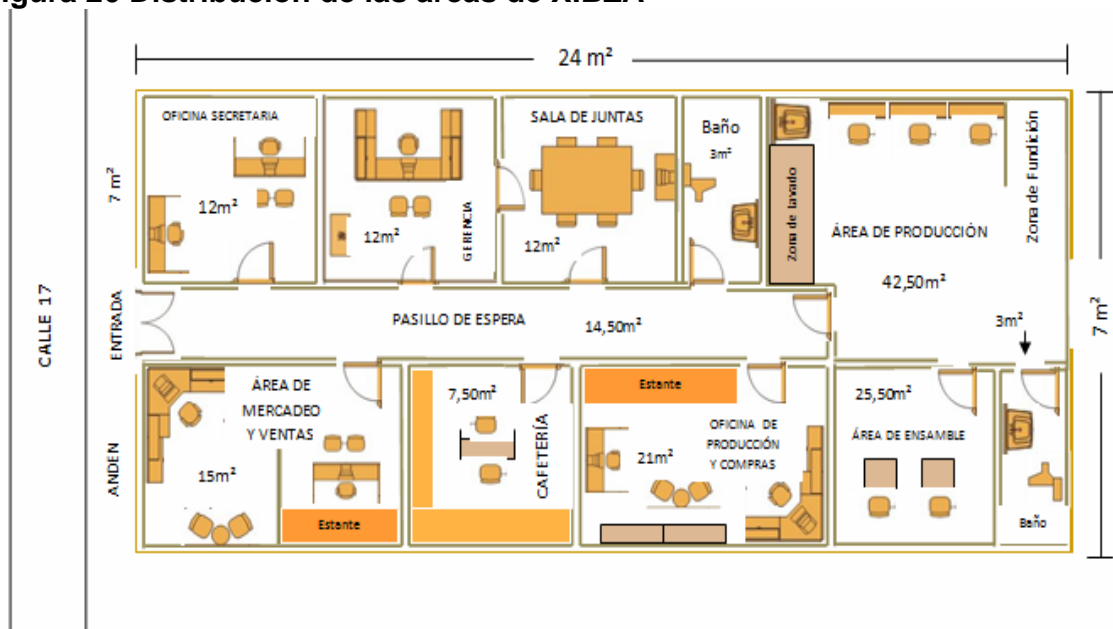 igura 20 Distribución de las áreas de XIBLA
24 m²
OFICINA SECRETARIA
12m²
GERENCIA
12m²
SALA DE JUNTAS
12m²
Baño
3m²
Zona de lavado
ÁREA DE PRODUCCIÓN
42,50m²
Zona de Fundición
7 m²
7 m²
CALLE 17
ENTRADA
ANDEN
PASILLO DE ESPERA
14,50m²
3m²
ÁREA DE
MERCADEO
Y VENTAS
15m²
Estante
7,50m²
CAFETERÍA
Estante
OFICINA DE
PRODUCCIÓN
Y COMPRAS
21m²
25,50m²
ÁREA DE ENSAMBLE
Baño